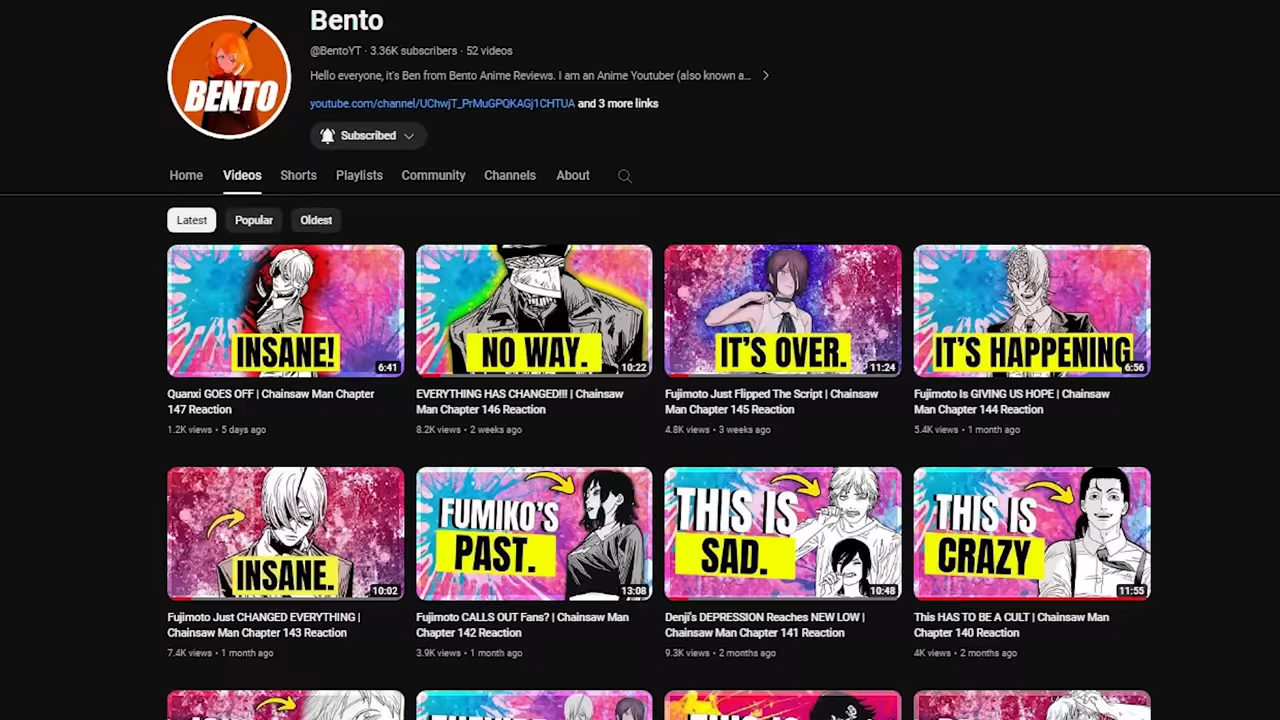 Bento
@BentoYT · 3.36K subscribers · 52 videos
Hello everyone, it's Ben from Bento Anime Reviews. I am an Anime Youtuber (also known a...
youtube.com/channel/UChwjT_PrMuGPQKAGj1CHTUA and 3 more links
BENTO
Subscribed
Home Videos Shorts Playlists Community Channels About
Latest Popular Oldest
INSANE!
6:41
NO WAY.
10:22
IT'S OVER.
11:24
IT'S HAPPENING
6:56
Quanxi GOES OFF | Chainsaw Man Chapter
147 Reaction
1.2K views · 5 days ago
EVERYTHING HAS CHANGED!!! | Chainsaw
Man Chapter 146 Reaction
8.2K views · 2 weeks ago
Fujimoto Just Flipped The Script | Chainsaw
Man Chapter 145 Reaction
4.8K views · 3 weeks ago
Fujimoto Is GIVING US HOPE | Chainsaw
Man Chapter 144 Reaction
5.4K views · 1 month ago
INSANE.
10:02
FUMIKO'S
PAST.
13:08
THIS IS
SAD.
10:48
THIS IS
CRAZY
11:55
Fujimoto Just CHANGED EVERYTHING |
Chainsaw Man Chapter 143 Reaction
7.4K views · 1 month ago
Fujimoto CALLS OUT Fans? | Chainsaw Man
Chapter 142 Reaction
3.9K views · 1 month ago
Denji's DEPRESSION Reaches NEW LOW |
Chainsaw Man Chapter 141 Reaction
9.3K views · 2 months ago
This HAS TO BE A CULT | Chainsaw Man
Chapter 140 Reaction
4K views · 2 months ago